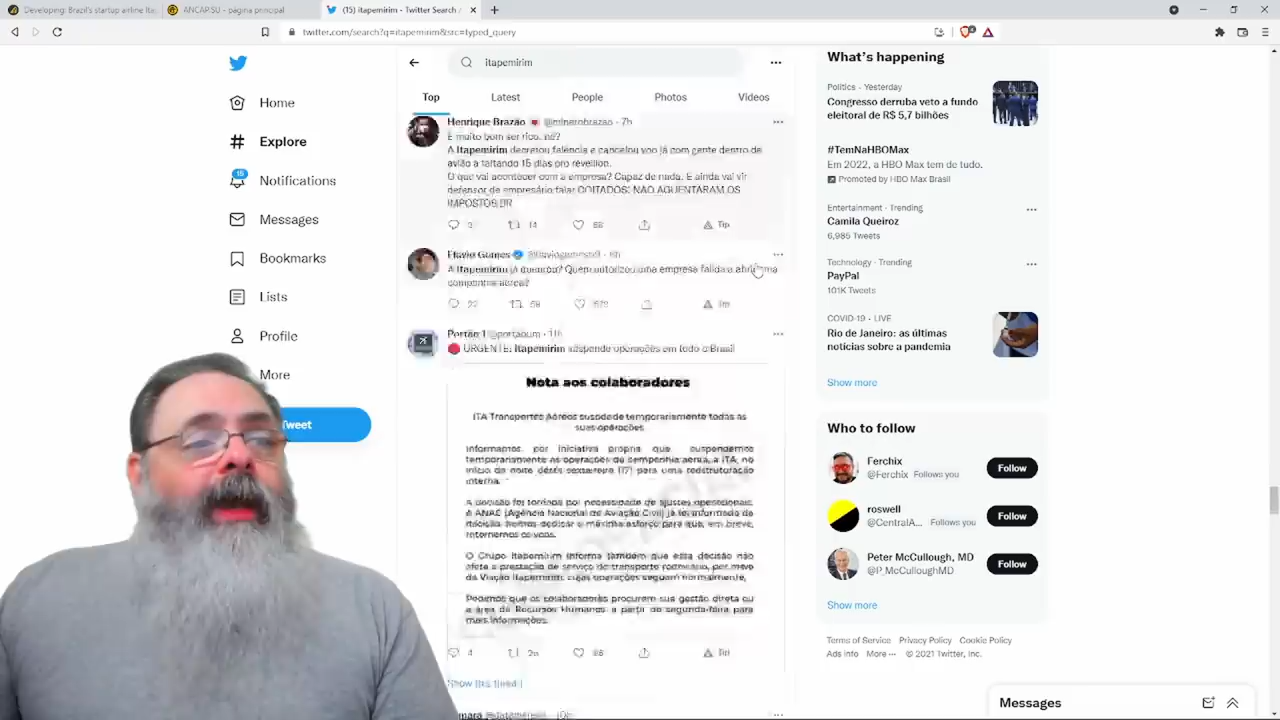 Developing: Brazil's startup airline Ita
ANCAP.SU - página principal
(15) itapemirim - Twitter Search /
twitter.com/search?q=itapemirim&src=typed_query
itapemirim
Top
Latest
People
Photos
Videos
Home
Explore
15
Notifications
Messages
Bookmarks
Lists
Profile
More
Tweet
Henrique Brazão @minerobrazao · 7h
É muito bom ser rico, né?
A Itapemirim decretou falência e cancelou voo já com gente dentro de
avião a faltando 15 dias pro réveillon.
O que vai acontecer com a empresa? Capaz de nada. E ainda vai vir
defensor de empresário falar COITADOS! NÃO AGUENTARAM OS
IMPOSTOS
14
Tip
Flavio Gomes
A Itapemirim já quebrou? Quem autorizou uma empresa falida a abrir uma
companhia aérea?
22
Tip
URGENTE: Itapemirim suspende operações em todo o Brasil
Nota aos colaboradores
ITA Transportes Aéreos suspende temporariamente todas as
suas operações
Informamos, por iniciativa própria que suspendemos
temporariamente as operações da companhia aérea, a ITA, no
início da noite desta sexta-feira (17) para uma reestruturação
interna.
A decisão foi tomada por necessidade de ajustes operacionais.
A ANAC (Agência Nacional de Aviação Civil) já foi informada da
decisão. Iremos dedicar o máximo esforço para que, em breve,
retornemos aos voos.
O Grupo Itapemirim informa também que esta decisão não
afeta a prestação de serviço do transporte rodoviário, por meio
da Viação Itapemirim, cujas operações seguem normalmente.
Pedimos que os colaboradores procurem sua gestão direta ou
a área de Recursos Humanos a partir de segunda-feira para
mais informações.
4
Tip
Show this thread
What's happening
Politics · Yesterday
Congresso derruba veto a fundo
eleitoral de R$ 5,7 bilhões
#TemNaHBOMax
Em 2022, a HBO Max tem de tudo.
Promoted by HBO Max Brasil
Entertainment · Trending
Camila Queiroz
6,985 Tweets
Technology · Trending
PayPal
101K Tweets
COVID-19 · LIVE
Rio de Janeiro: as últimas
notícias sobre a pandemia
Show more
Who to follow
Ferchix
@Ferchix Follows you
Follow
roswell
@CentralA... Follows you
Follow
Peter McCullough, MD
@P_McCulloughMD
Follow
Show more
Terms of Service Privacy Policy Cookie Policy
Ads info More ··· © 2021 Twitter, Inc.
Messages